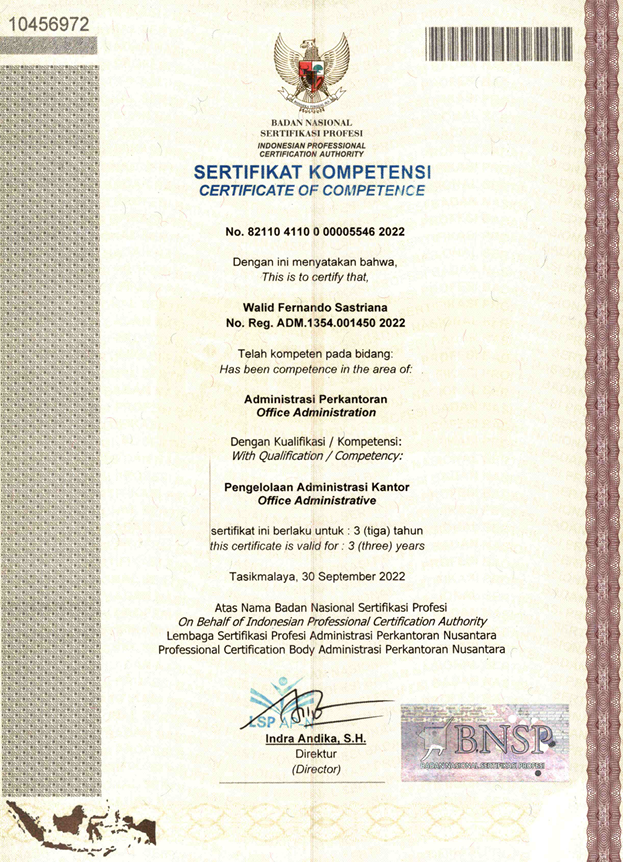 10456972
BADAN NASIONAL
SERTIFIKASI PROFESI
INDONESIAN PROFESSIONAL
CERTIFICATION AUTHORITY
SERTIFIKAT KOMPETENSI
CERTIFICATE OF COMPETENCE
No. 82110 4110 0 00005546 2022
Dengan ini menyatakan bahwa,
This is to certify that,
Walid Fernando Sastriana
No. Reg. ADM.1354.001450 2022
Telah kompeten pada bidang:
Has been competence in the area of:
Administrasi Perkantoran
Office Administration
Dengan Kualifikasi / Kompetensi:
With Qualification / Competency:
Pengelolaan Administrasi Kantor
Office Administrative
sertifikat ini berlaku untuk : 3 (tiga) tahun
this certificate is valid for : 3 (three) years
Tasikmalaya, 30 September 2022
Atas Nama Badan Nasional Sertifikasi Profesi
On Behalf of Indonesian Professional Certification Authority
Lembaga Sertifikasi Profesi Administrasi Perkantoran Nusantara
Professional Certification Body Administrasi Perkantoran Nusantara
LSP
Indra Andika, S.H.
Direktur
(Director)
BNSP
BADAN NASIONAL SERTIFIKASI PROFESI